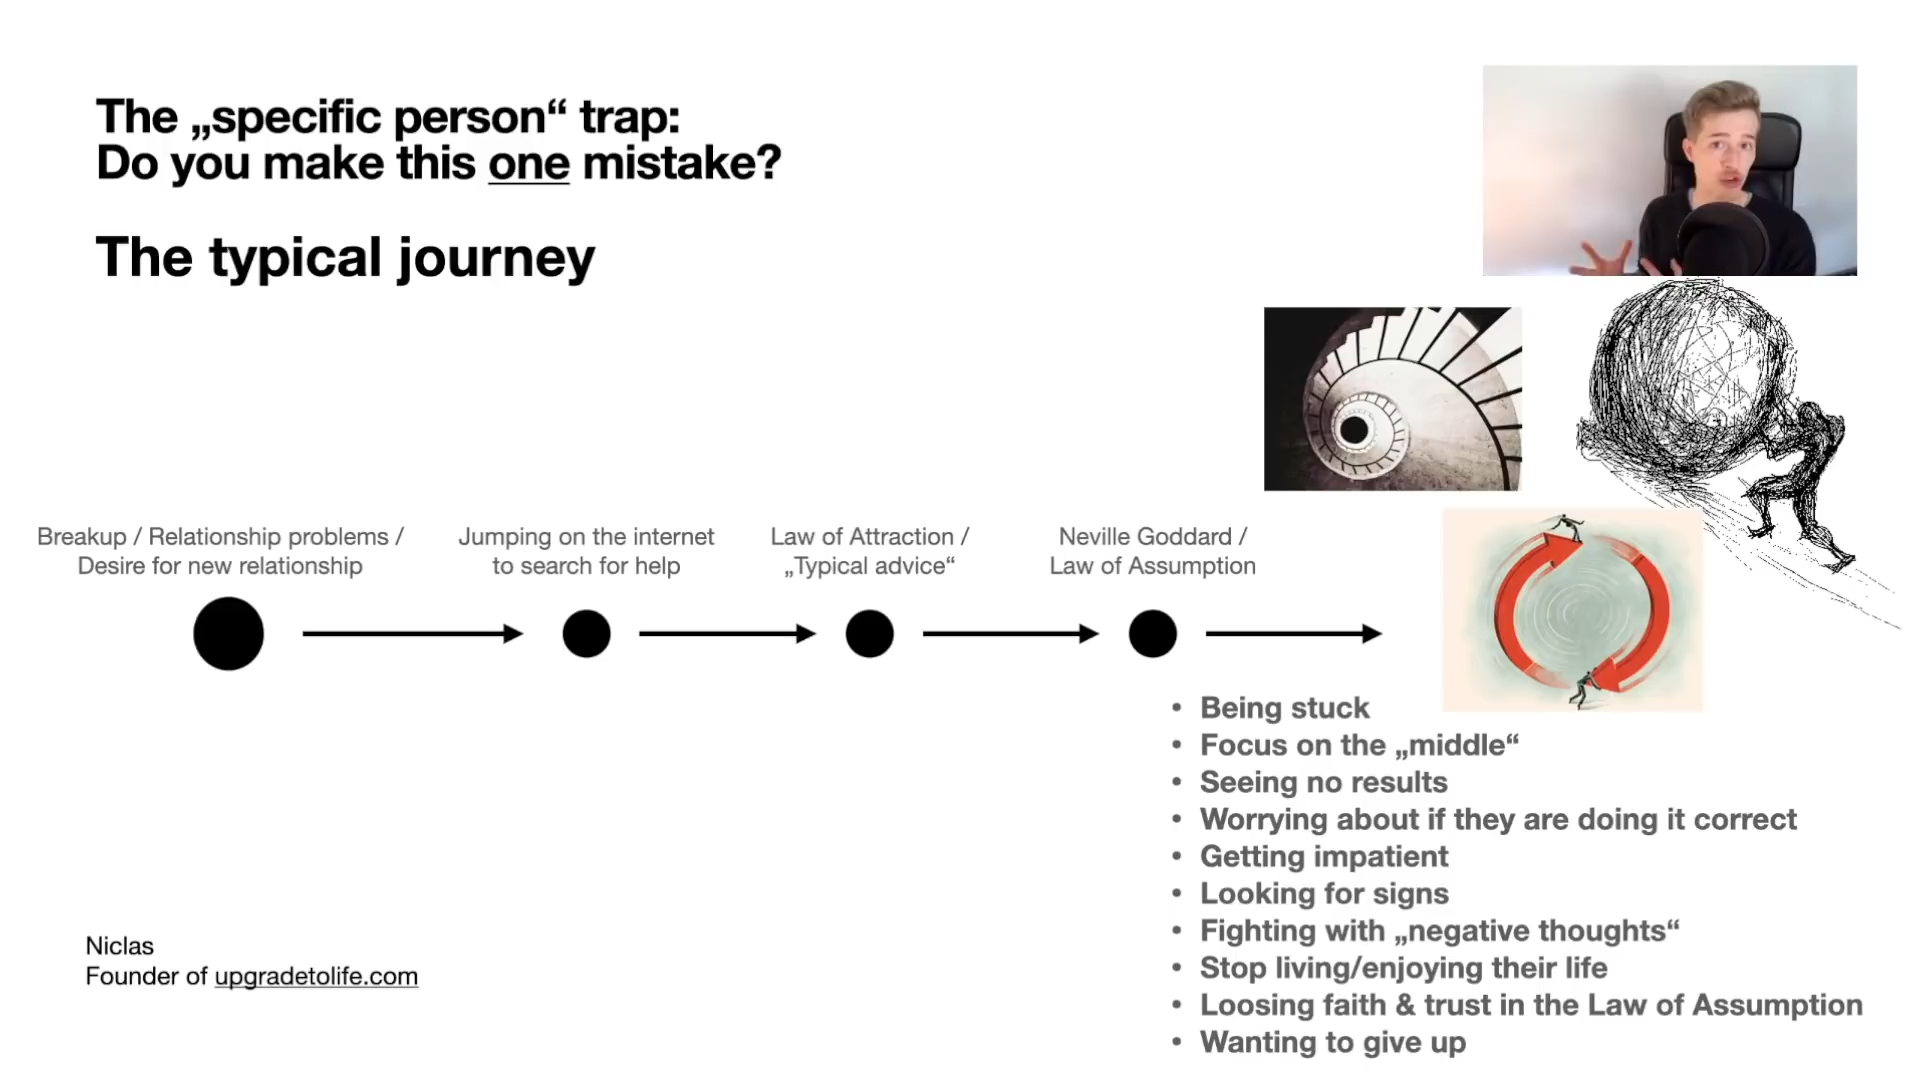 The „specific person“ trap:
Do you make this one mistake?
The typical journey
Breakup / Relationship problems /
Desire for new relationship
Jumping on the internet
to search for help
Law of Attraction /
„Typical advice“
Neville Goddard /
Law of Assumption
• Being stuck
• Focus on the „middle“
• Seeing no results
• Worrying about if they are doing it correct
• Getting impatient
• Looking for signs
• Fighting with „negative thoughts“
• Stop living/enjoying their life
• Loosing faith & trust in the Law of Assumption
• Wanting to give up
Niclas
Founder of upgradetolife.com